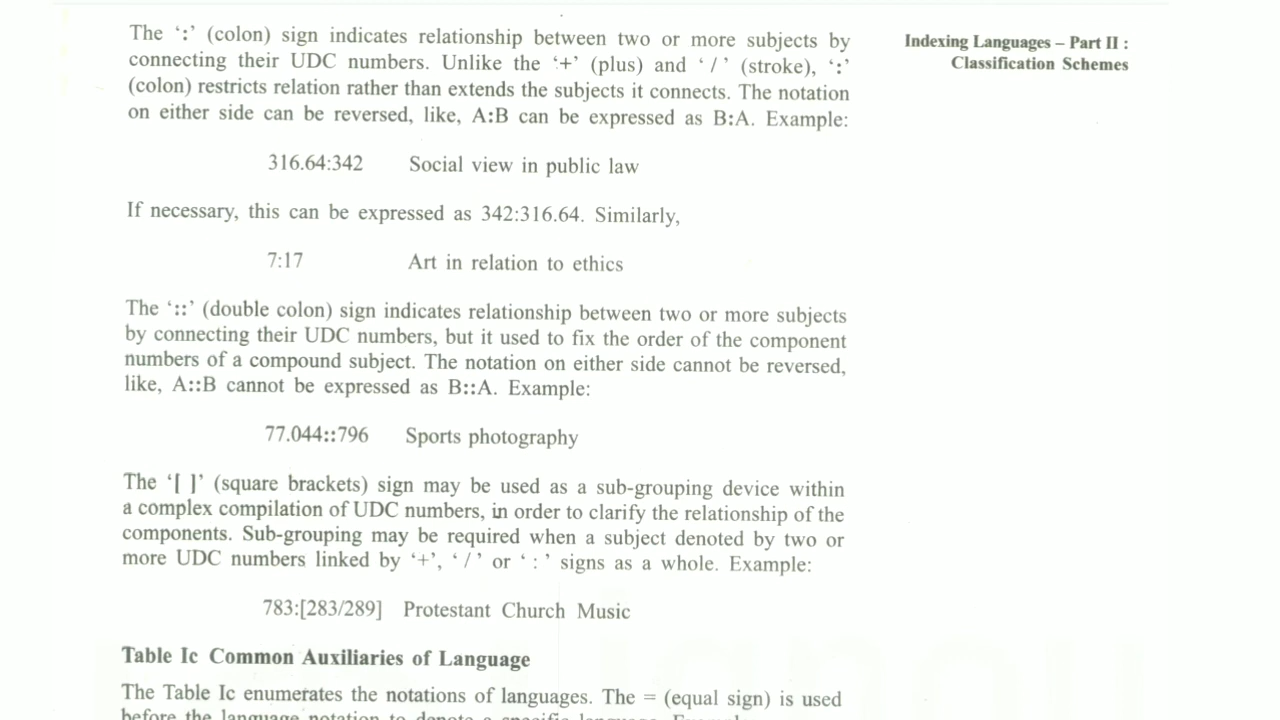 The ‘:’ (colon) sign indicates relationship between two or more subjects by
connecting their UDC numbers. Unlike the ‘+’ (plus) and ‘/’ (stroke), ‘:’
(colon) restricts relation rather than extends the subjects it connects. The notation
on either side can be reversed, like, A:B can be expressed as B:A. Example:
Indexing Languages – Part II :
Classification Schemes
316.64:342 Social view in public law
If necessary, this can be expressed as 342:316.64. Similarly,
7:17 Art in relation to ethics
The ‘::’ (double colon) sign indicates relationship between two or more subjects
by connecting their UDC numbers, but it used to fix the order of the component
numbers of a compound subject. The notation on either side cannot be reversed,
like, A::B cannot be expressed as B::A. Example:
77.044::796 Sports photography
The ‘[ ]’ (square brackets) sign may be used as a sub-grouping device within
a complex compilation of UDC numbers, in order to clarify the relationship of the
components. Sub-grouping may be required when a subject denoted by two or
more UDC numbers linked by ‘+’, ‘/’ or ‘:’ signs as a whole. Example:
783:[283/289] Protestant Church Music
Table Ic Common Auxiliaries of Language
The Table Ic enumerates the notations of languages. The = (equal sign) is used
before the language notation to denote a specific language. Example